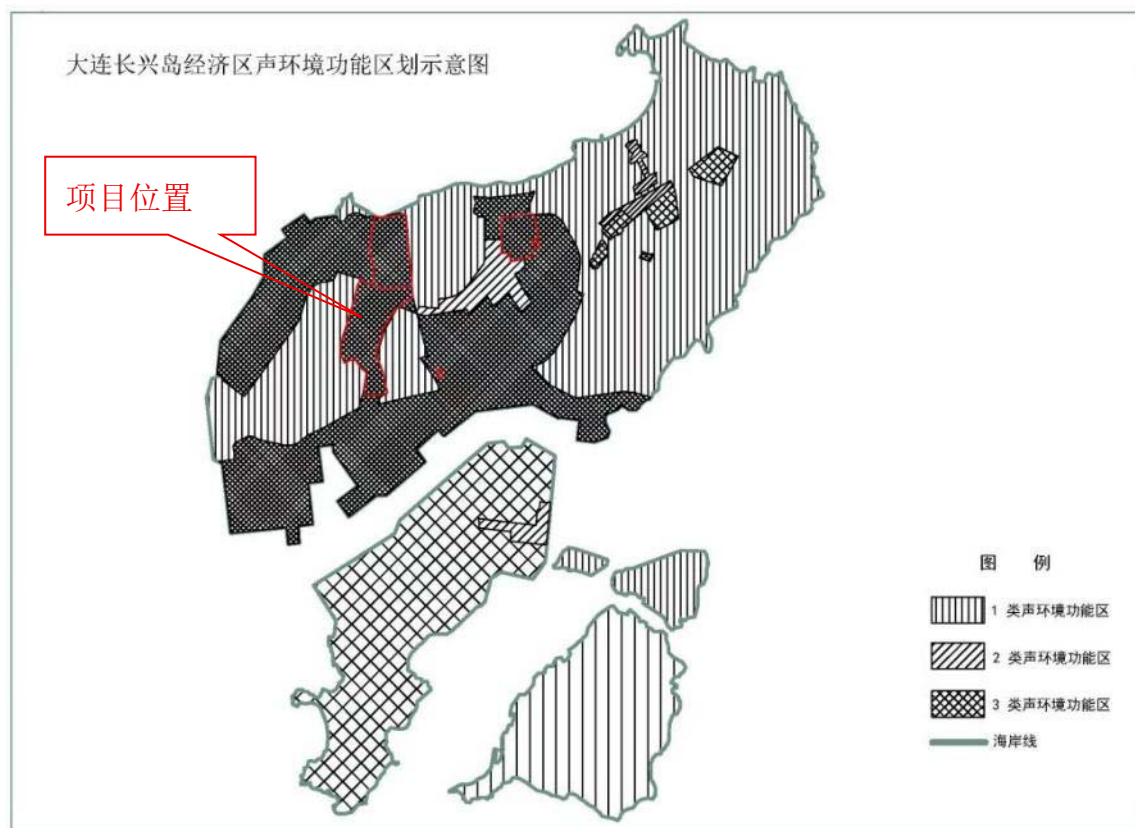 大连长兴岛经济区声环境功能区划示意图
项目位置
图 例
1 类声环境功能区
2 类声环境功能区
3 类声环境功能区
海岸线